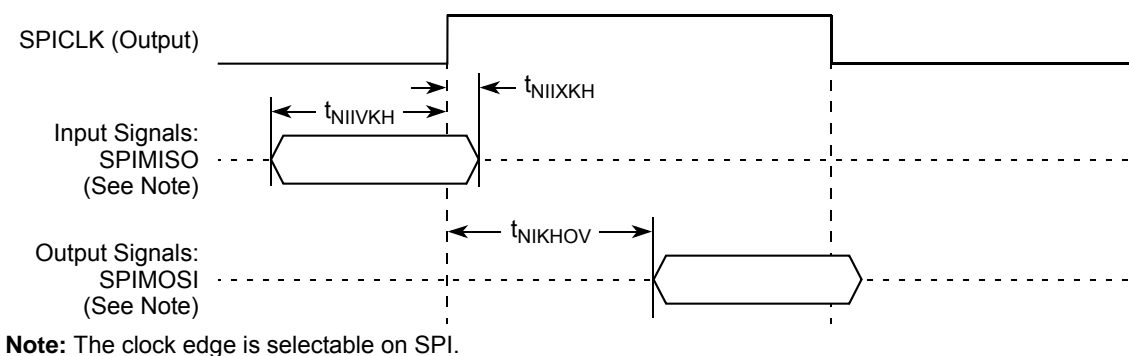 SPICLK (Output)
tNIIXKH
tNIIVKH
Input Signals:
SPIMISO
(See Note)
tNIKHOV
Output Signals:
SPIMOSI
(See Note)
Note: The clock edge is selectable on SPI.